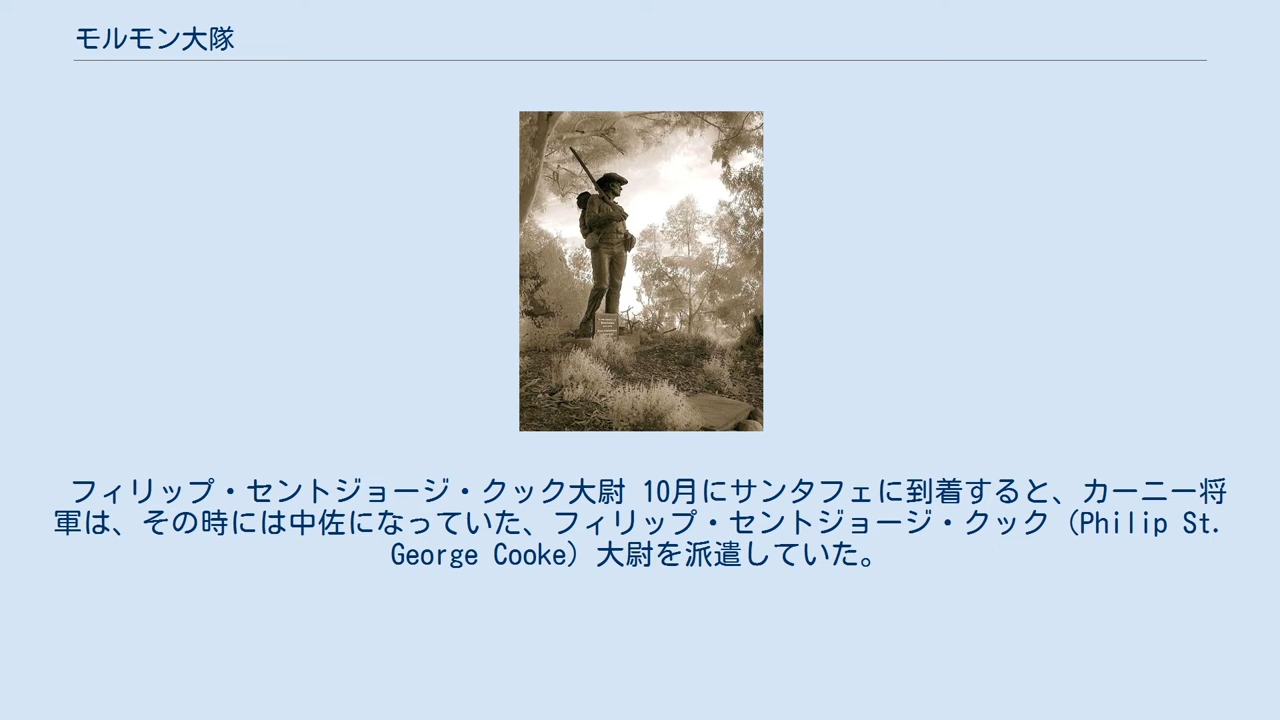 モルモン大隊
フィリップ・セントジョージ・クック大尉 10月にサンタフェに到着すると、カーニー将
軍は、その時には中佐になっていた、フィリップ・セントジョージ・クック（Philip St.
George Cooke）大尉を派遣していた。